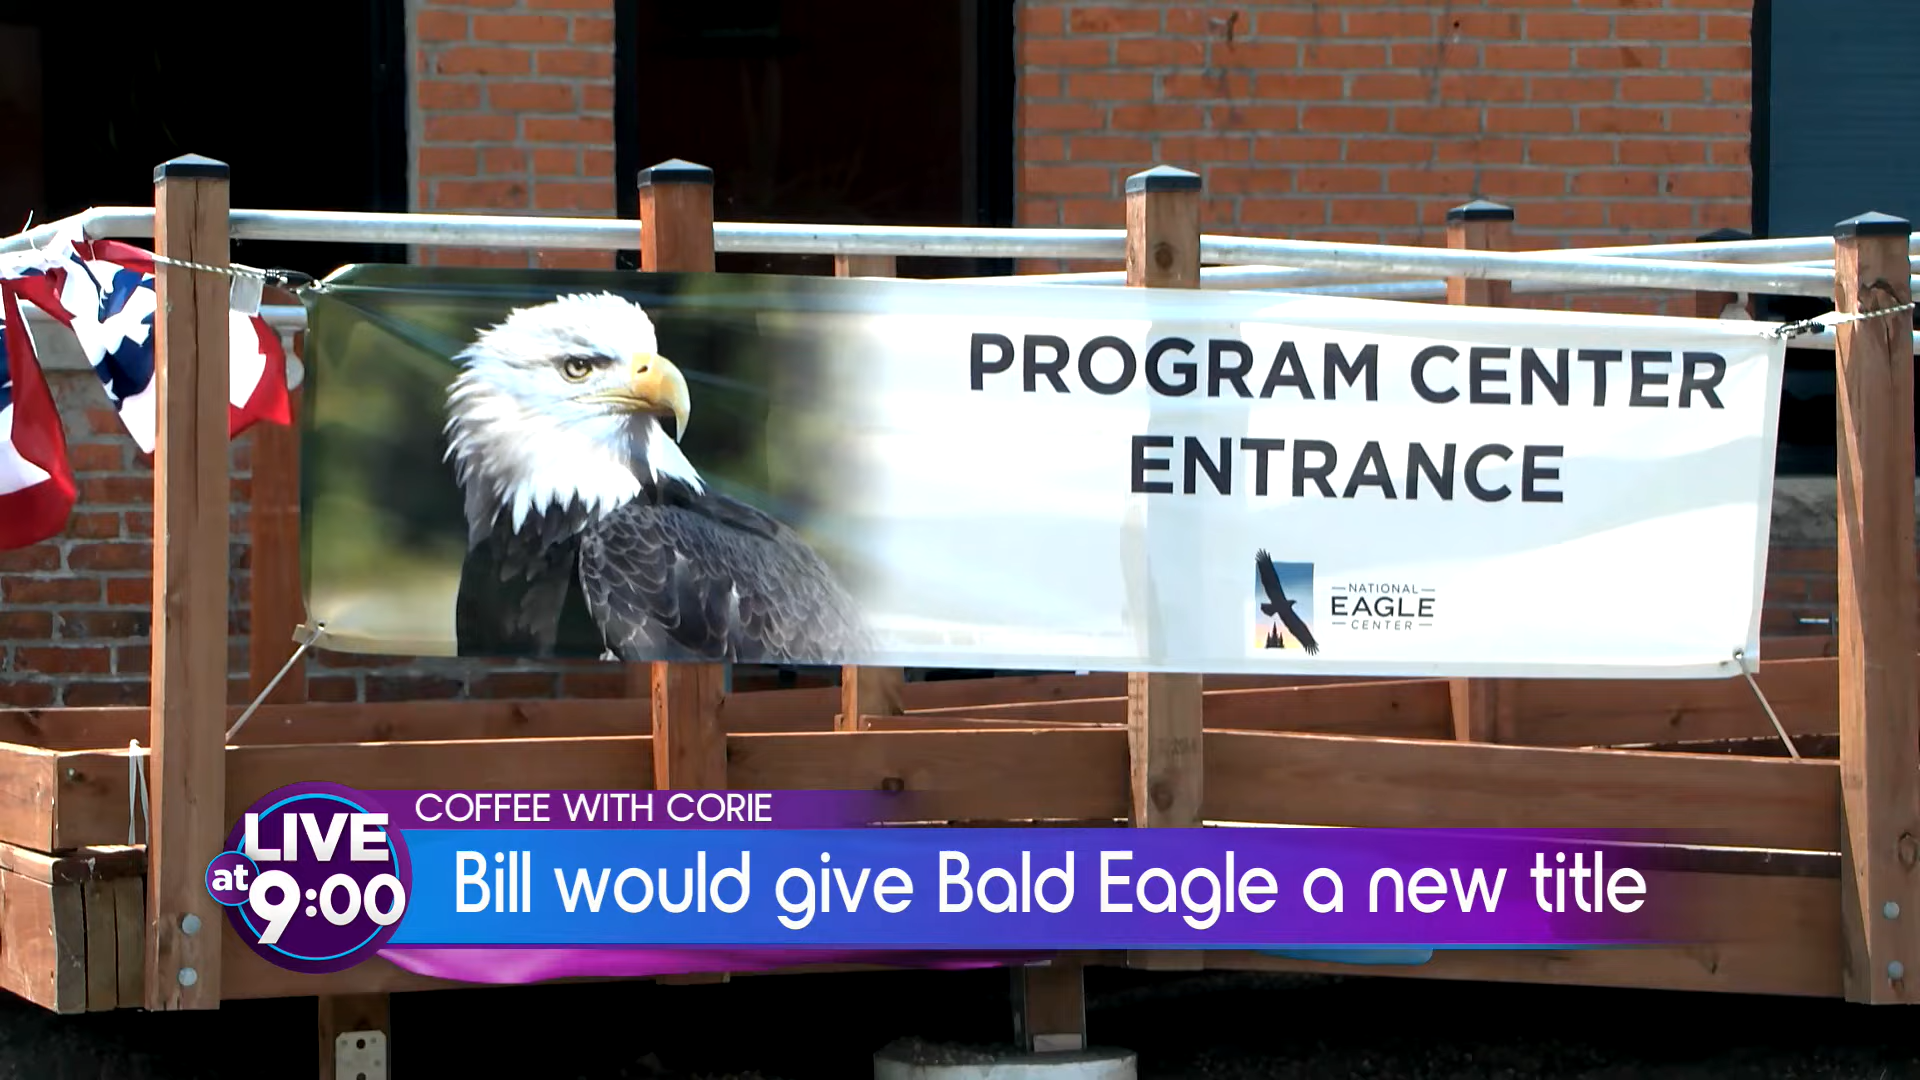 PROGRAM CENTER
ENTRANCE
NATIONAL
EAGLE
CENTER
COFFEE WITH CORIE
LIVE
at
9:00
Bill would give Bald Eagle a new title